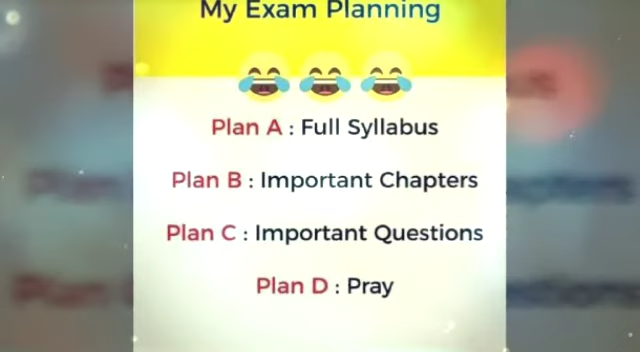 My Exam Planning
Plan A : Full Syllabus
Plan B : Important Chapters
Plan C : Important Questions
Plan D : Pray